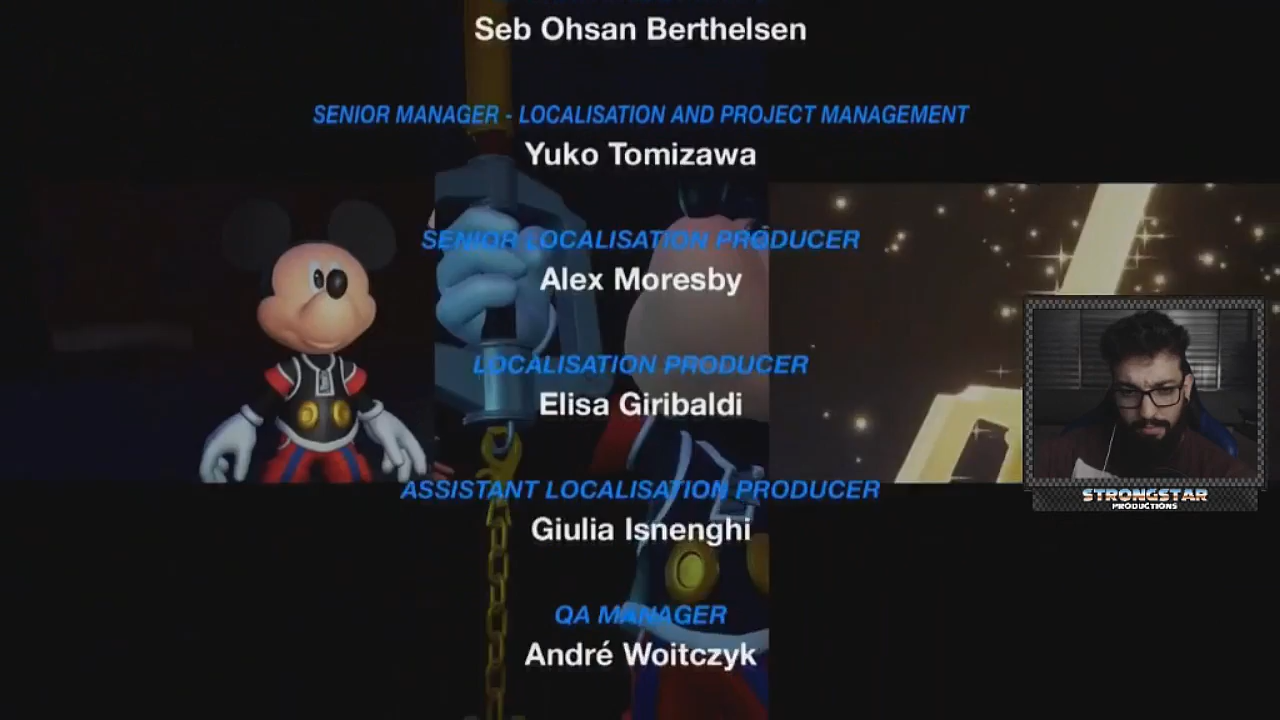 Seb Ohsan Berthelsen
SENIOR MANAGER - LOCALISATION AND PROJECT MANAGEMENT
Yuko Tomizawa
SENIOR LOCALISATION PRODUCER
Alex Moresby
LOCALISATION PRODUCER
Elisa Giribaldi
ASSISTANT LOCALISATION PRODUCER
Giulia Isnenghi
QA MANAGER
André Woitczyk
STRONGSTAR
PRODUCTIONS